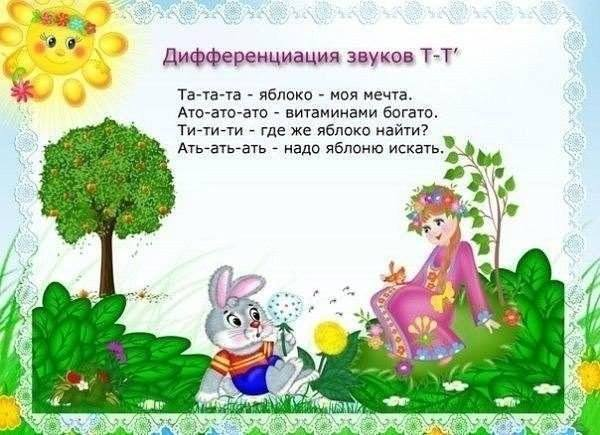 Дифференциация звуков Т-Т’
Та-та-та - яблоко - моя мечта.
Ато-ато-ато - витаминами богато.
Ти-ти-ти - где же яблоко найти?
Ать-ать-ать - надо яблоню искать.